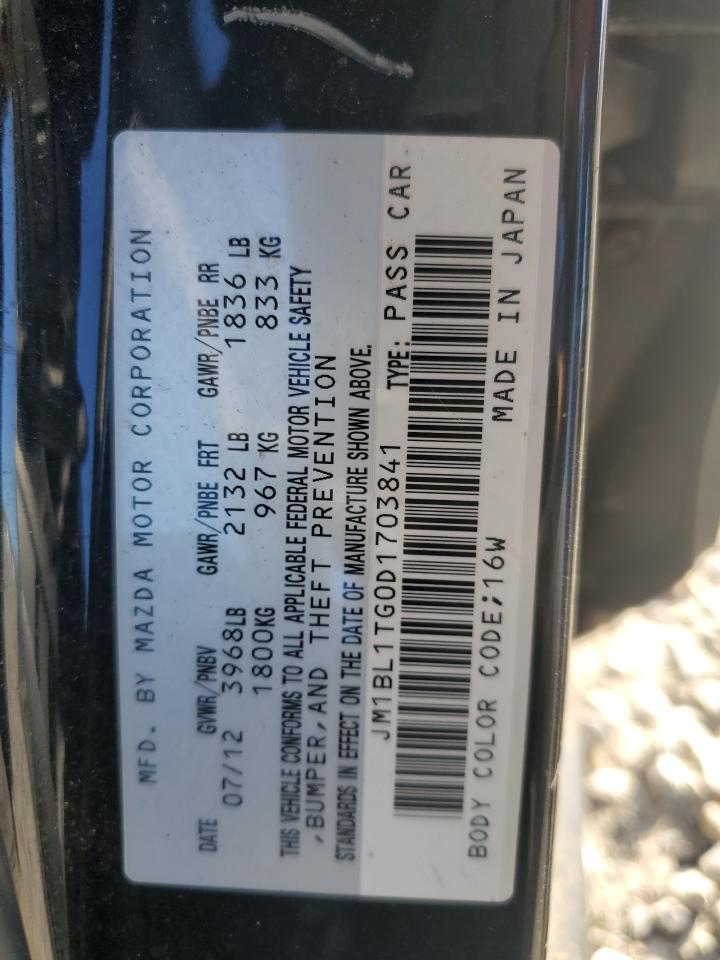 MFD. BY MAZDA MOTOR CORPORATION
DATE GVWR/PNBV GAWR/PNBE FRT GAWR/PNBE RR
07/12 3968LB 2132 LB 1836 LB
1800KG 967 KG 833 KG
THIS VEHICLE CONFORMS TO ALL APPLICABLE FEDERAL MOTOR VEHICLE SAFETY
,BUMPER,AND THEFT PREVENTION
STANDARDS IN EFFECT ON THE DATE OF MANUFACTURE SHOWN ABOVE.
JM1BL1TG0D1703841 TYPE: PASS CAR
BODY COLOR CODE;16W MADE IN JAPAN